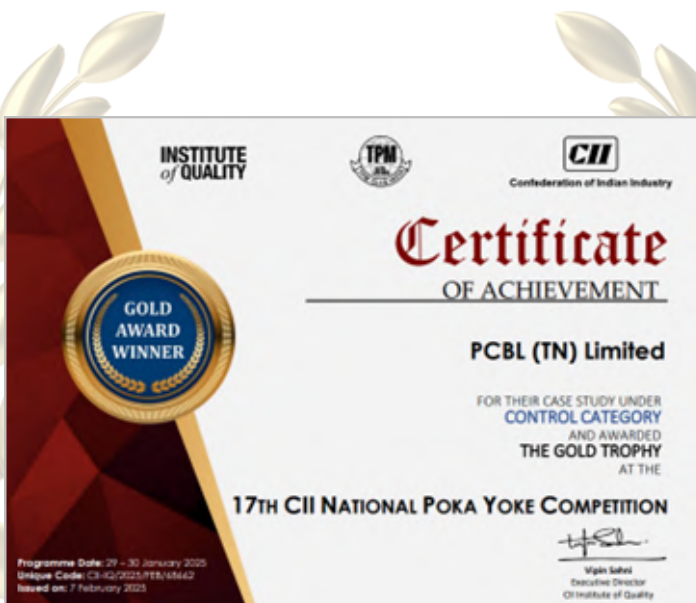 INSTITUTE
of QUALITY
TPM
CII
Confederation of Indian Industry
Certificate
OF ACHIEVEMENT
GOLD
AWARD
WINNER
PCBL (TN) Limited
FOR THEIR CASE STUDY UNDER
CONTROL CATEGORY
AND AWARDED
THE GOLD TROPHY
AT THE
17TH CII NATIONAL POKA YOKE COMPETITION
Programme Date: 29 – 30 January 2025
Unique Code:
Issued on: 7 February 2025
Vipin Sahni
Executive Director
CII Institute of Quality